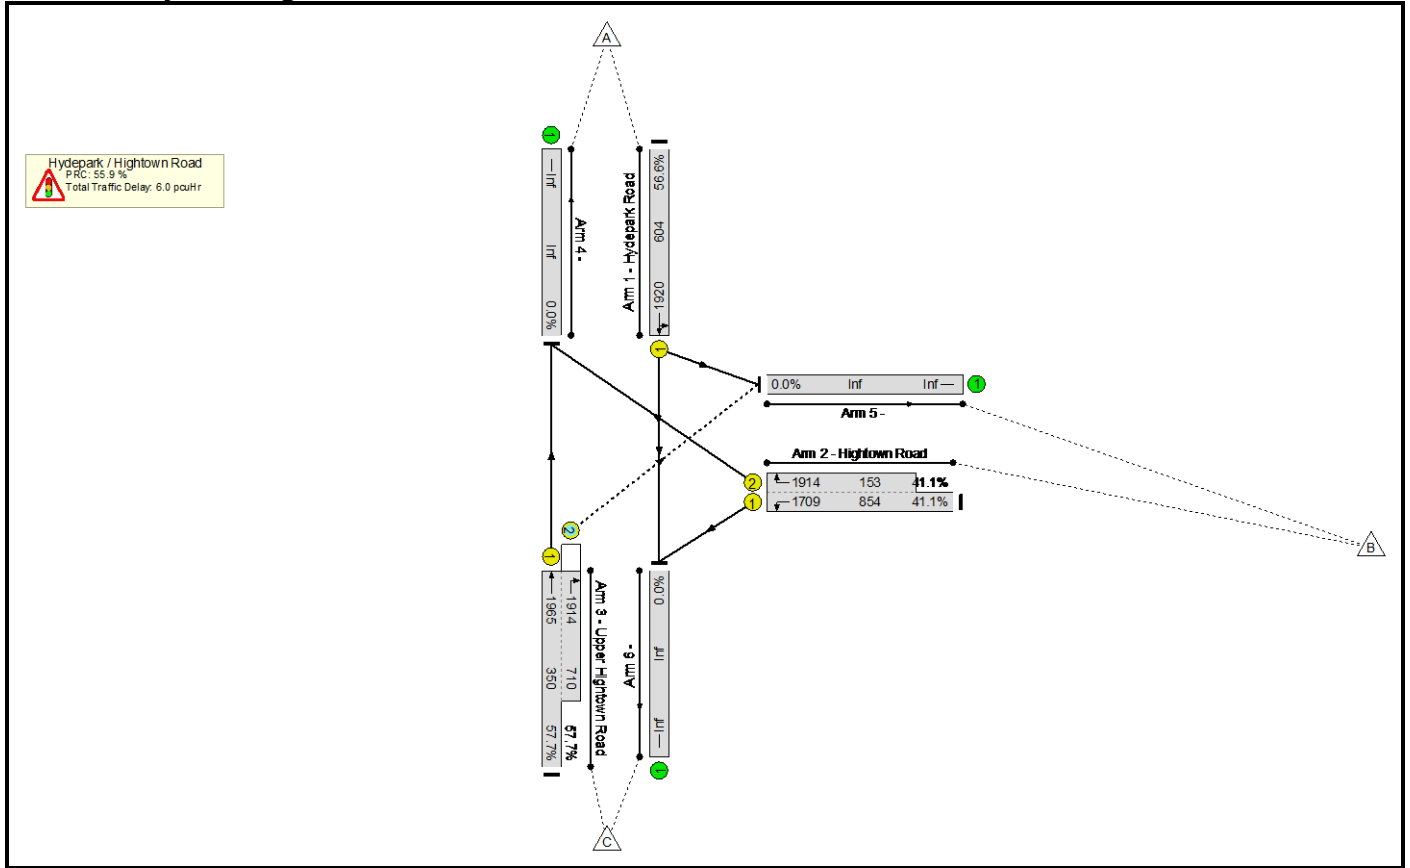 A
Hydepark / Hightown Road
PRC: 55.9 %
Total Traffic Delay: 6.0 pcuHr
1
Inf
Inf
0.0%
Arm 4 -
Arm 1 - Hydepark Road
1920 604 56.6%
1
0.0% Inf Inf
1
Arm 5 -
Arm 2 - Hightown Road
2
1914 153 41.1%
1
1709 854 41.1%
B
2
1
1965 350 57.7%
1914 710 57.7%
Arm 3 - Upper Hightown Road
Arm 6 -
Inf Inf 0.0%
1
C